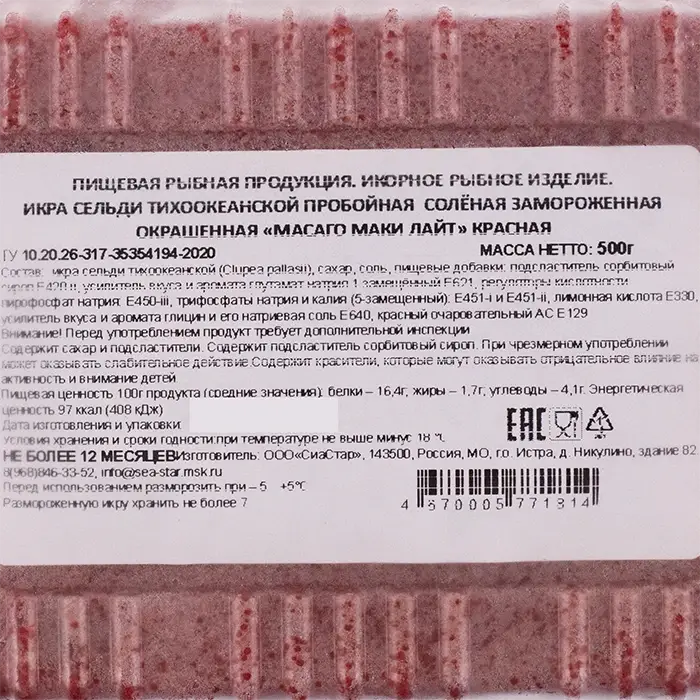 ПИЩЕВАЯ РЫБНАЯ ПРОДУКЦИЯ. ИКОРНОЕ РЫБНОЕ ИЗДЕЛИЕ.
ИКРА СЕЛЬДИ ТИХООКЕАНСКОЙ ПРОБОЙНАЯ СОЛЁНАЯ ЗАМОРОЖЕННАЯ
ОКРАШЕННАЯ «МАСАГО МАКИ ЛАЙТ» КРАСНАЯ
ТУ 10.20.26-317-35354194-2020 МАССА НЕТТО: 500г
Состав: икра сельди тихоокеанской (Clupea pallasii), сахар, соль, пищевые добавки: подсластитель сорбитовый
сироп Е420 ii, усилитель вкуса и аромата глутамат натрия 1-замещённый Е621, регуляторы кислотности
пирофосфат натрия: Е450-iii, трифосфаты натрия и калия (5-замещенный): Е451-i и Е451-ii, лимонная кислота Е330,
усилитель вкуса и аромата глицин и его натриевая соль Е640, красный очаровательный АС Е129
Внимание! Перед употреблением продукт требует дополнительной инспекции
Содержит сахар и подсластители. Содержит подсластитель сорбитовый сироп. При чрезмерном употреблении
может оказывать слабительное действие.Содержит красители, которые могут оказывать отрицательное влияние на
активность и внимание детей
Пищевая ценность 100г продукта (средние значения): белки – 16,4г, жиры – 1,7г, углеводы – 4,1г. Энергетическая
ценность 97 ккал (408 кДж)
Дата изготовления и упаковки:
Условия хранения и сроки годности:при температуре не выше минус 18 °С
НЕ БОЛЕЕ 12 МЕСЯЦЕВ Изготовитель: ООО«СиаСтар», 143500, Россия, МО, г.о. Истра, д. Никулино, здание 82
8(968)846-33-52, info@sea-star.msk.ru
Перед использованием разморозить при – 5 +5°С
Размороженную икру хранить не более 7
EAC
4 670005 771814